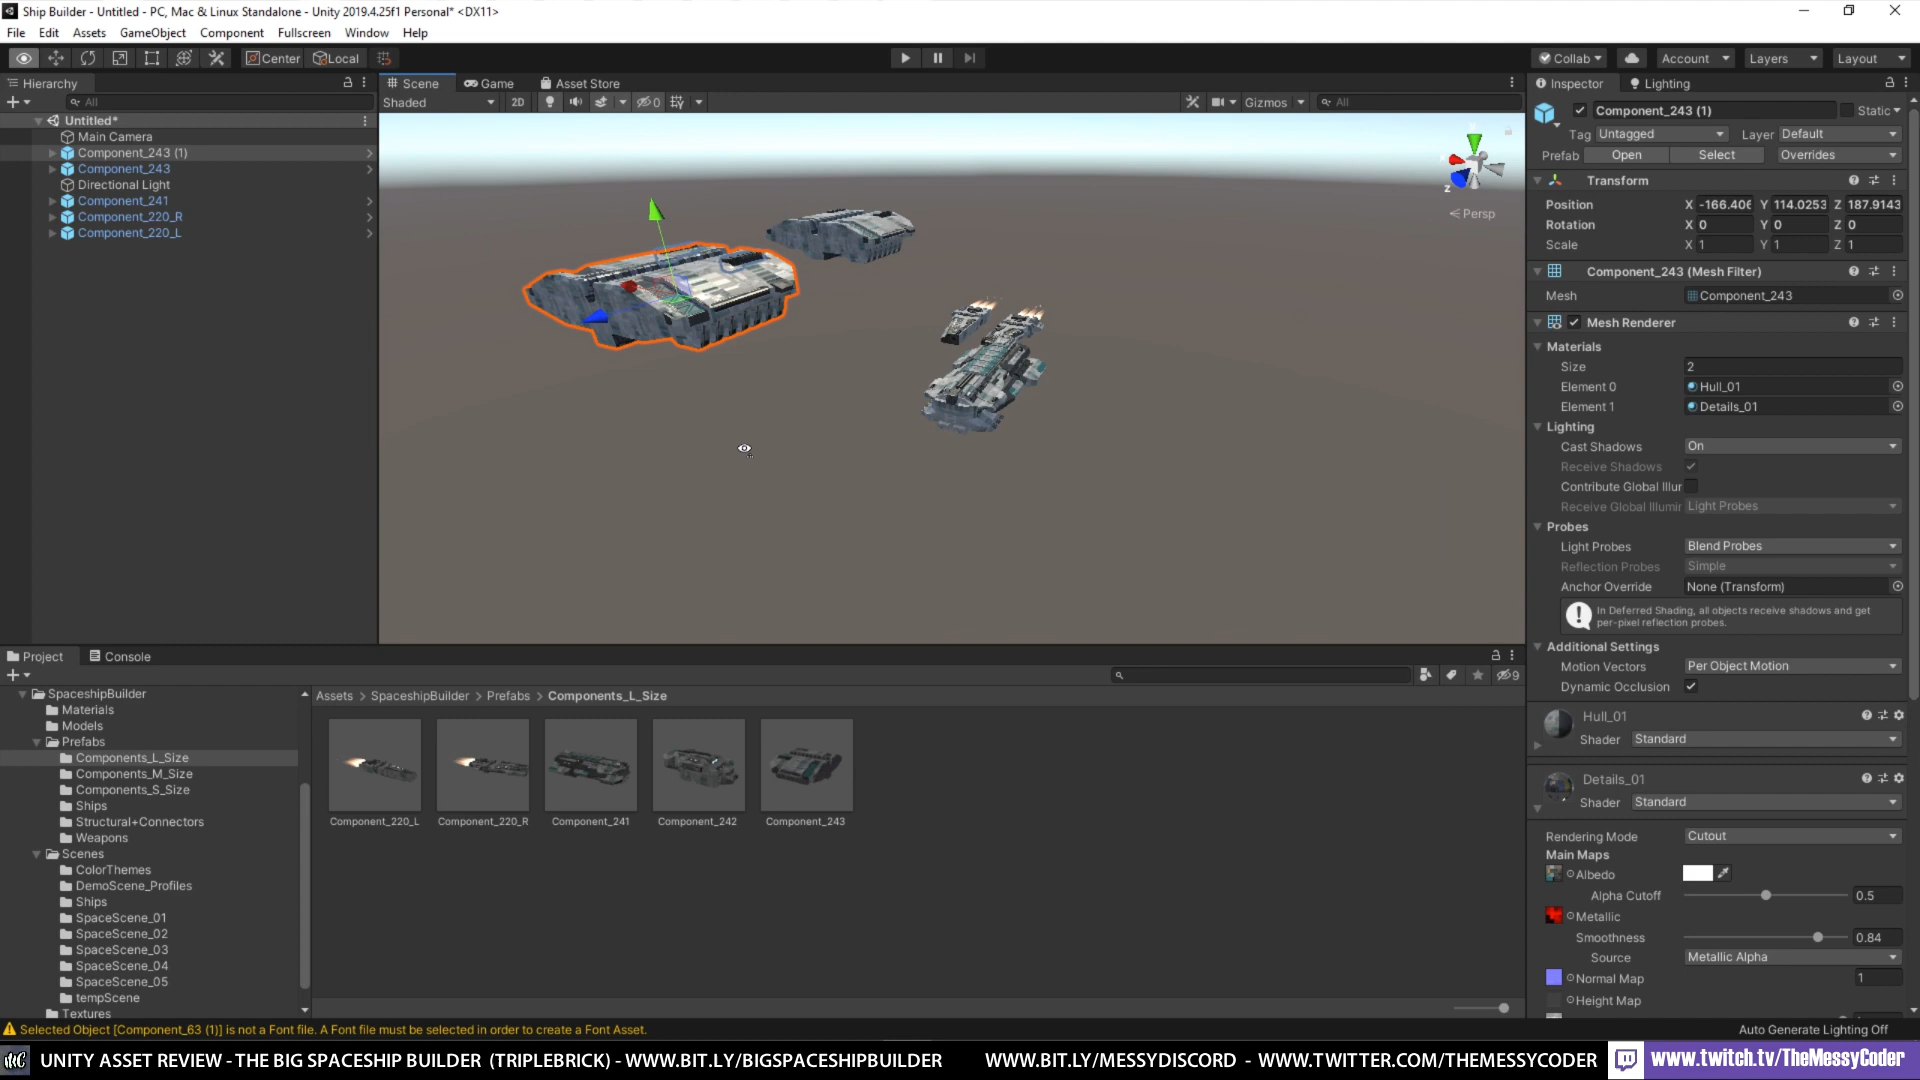 Ship Builder - Untitled - PC, Mac & Linux Standalone - Unity 2019.4.25f1 Personal* <DX11>
File Edit Assets GameObject Component Fullscreen Window Help
Center Local Collab Account Layers Layout
Hierarchy Scene Game Asset Store Inspector Lighting
All Shaded 2D 0 Gizmos All
Untitled*
Main Camera
Component_243 (1)
Component_243
Directional Light
Component_241
Component_220_R
Component_220_L
z
Persp
Component_243 (1) Static
Tag Untagged Layer Default
Prefab Open Select Overrides
Transform
Position X -166.406 Y 114.0253 Z 187.9143
Rotation X 0 Y 0 Z 0
Scale X 1 Y 1 Z 1
Component_243 (Mesh Filter)
Mesh Component_243
Mesh Renderer
Materials
Size 2
Element 0 Hull_01
Element 1 Details_01
Lighting
Cast Shadows On
Receive Shadows
Contribute Global Illur
Receive Global Illumir Light Probes
Probes
Light Probes Blend Probes
Reflection Probes Simple
Anchor Override None (Transform)
In Deferred Shading, all objects receive shadows and get
per-pixel reflection probes.
Additional Settings
Motion Vectors Per Object Motion
Dynamic Occlusion
Hull_01
Shader Standard
Details_01
Shader Standard
Rendering Mode Cutout
Main Maps
Albedo
Alpha Cutoff 0.5
Metallic
Smoothness 0.84
Source Metallic Alpha
Normal Map 1
Height Map
Project Console
9
SpaceshipBuilder
Materials
Models
Prefabs
Components_L_Size
Components_M_Size
Components_S_Size
Ships
Structural+Connectors
Weapons
Scenes
ColorThemes
DemoScene_Profiles
Ships
SpaceScene_01
SpaceScene_02
SpaceScene_03
SpaceScene_04
SpaceScene_05
tempScene
Textures
Assets > SpaceshipBuilder > Prefabs > Components_L_Size
Component_220_L Component_220_R Component_241 Component_242 Component_243
Selected Object [Component_63 (1)] is not a Font file. A Font file must be selected in order to create a Font Asset.
Auto Generate Lighting Off
MC UNITY ASSET REVIEW - THE BIG SPACESHIP BUILDER (TRIPLEBRICK) - WWW.BIT.LY/BIGSPACESHIPBUILDER WWW.BIT.LY/MESSYDISCORD - WWW.TWITTER.COM/THEMESSYCODER www.twitch.tv/TheMessyCoder